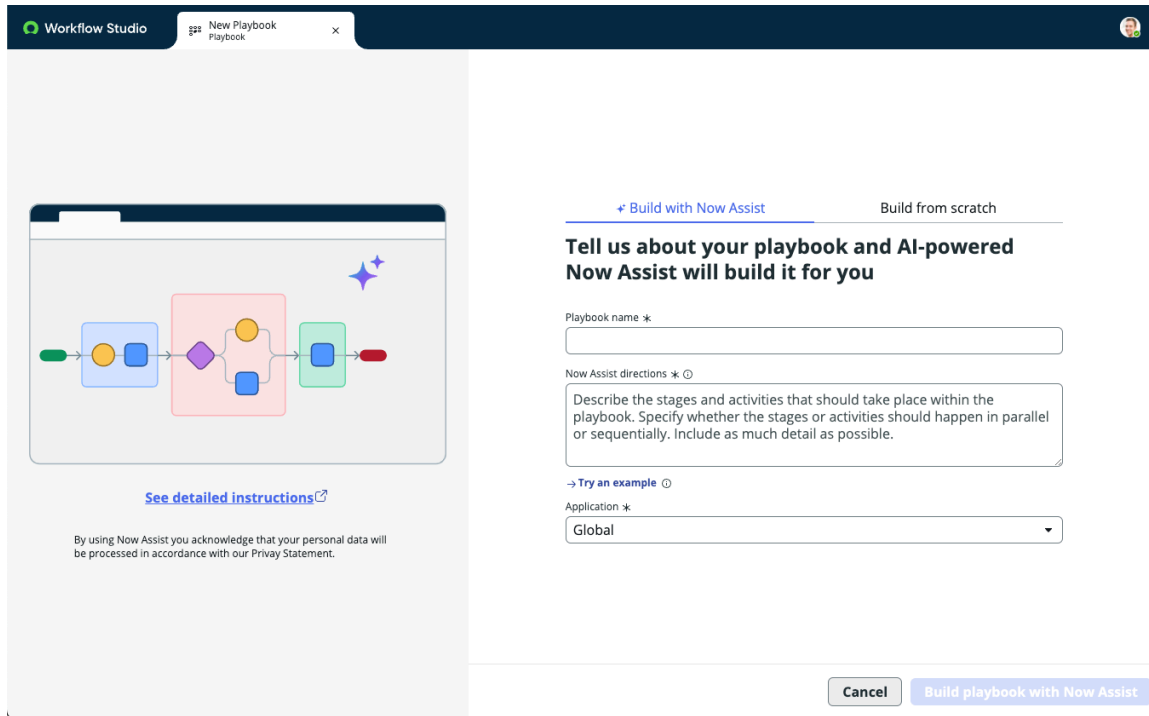 Workflow Studio
New Playbook
Playbook
Build with Now Assist
Build from scratch
Tell us about your playbook and AI-powered
Now Assist will build it for you
Playbook name *
Now Assist directions *
Describe the stages and activities that should take place within the
playbook. Specify whether the stages or activities should happen in parallel
or sequentially. Include as much detail as possible.
→ Try an example
Application *
Global
See detailed instructions
By using Now Assist you acknowledge that your personal data will
be processed in accordance with our Privay Statement.
Cancel
Build playbook with Now Assist